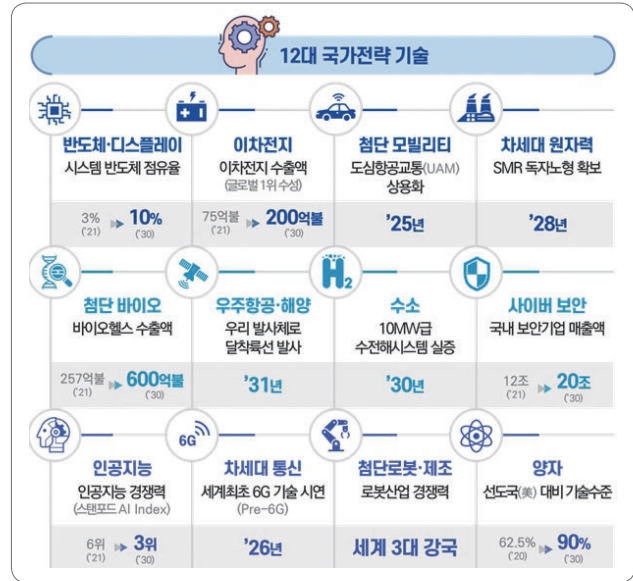 12대 국가전략 기술
반도체·디스플레이
시스템 반도체 점유율
3% ('21) 10% ('30)
이차전지
이차전지 수출액
(글로벌 1위 수성)
75억불 ('21) 200억불 ('30)
첨단 모빌리티
도심항공교통(UAM)
상용화
'25년
차세대 원자력
SMR 독자노형 확보
'28년
첨단 바이오
바이오헬스 수출액
257억불 ('21) 600억불 ('30)
우주항공·해양
우리 발사체로
달착륙선 발사
'31년
H2
수소
10MW급
수전해시스템 실증
'30년
사이버 보안
국내 보안기업 매출액
12조 ('21) 20조 ('30)
인공지능
인공지능 경쟁력
(스탠포드 AI Index)
6위 ('21) 3위 ('30)
6G
차세대 통신
세계최초 6G 기술 시연
(Pre-6G)
'26년
첨단로봇·제조
로봇산업 경쟁력
세계 3대 강국
양자
선도국(美) 대비 기술수준
62.5% ('20) 90% ('30)